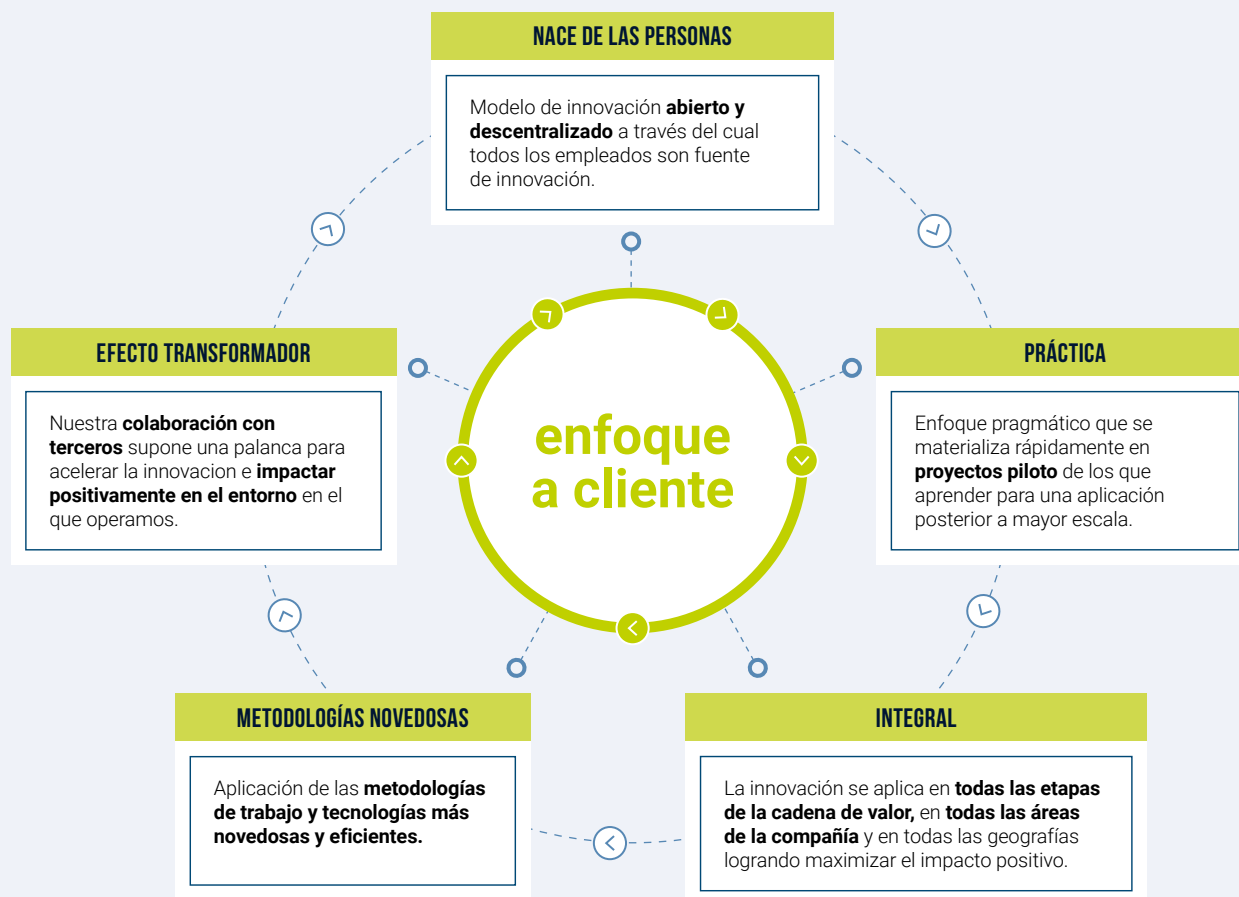 NACE DE LAS PERSONAS
Modelo de innovación abierto y
descentralizado a través del cual
todos los empleados son fuente
de innovación.
EFECTO TRANSFORMADOR
Nuestra colaboración con
terceros supone una palanca para
acelerar la innovacion e impactar
positivamente en el entorno en el
que operamos.
enfoque
a cliente
PRÁCTICA
Enfoque pragmático que se
materializa rápidamente en
proyectos piloto de los que
aprender para una aplicación
posterior a mayor escala.
METODOLOGÍAS NOVEDOSAS
Aplicación de las metodologías
de trabajo y tecnologías más
novedosas y eficientes.
INTEGRAL
La innovación se aplica en todas las etapas
de la cadena de valor, en todas las áreas
de la compañía y en todas las geografías
logrando maximizar el impacto positivo.